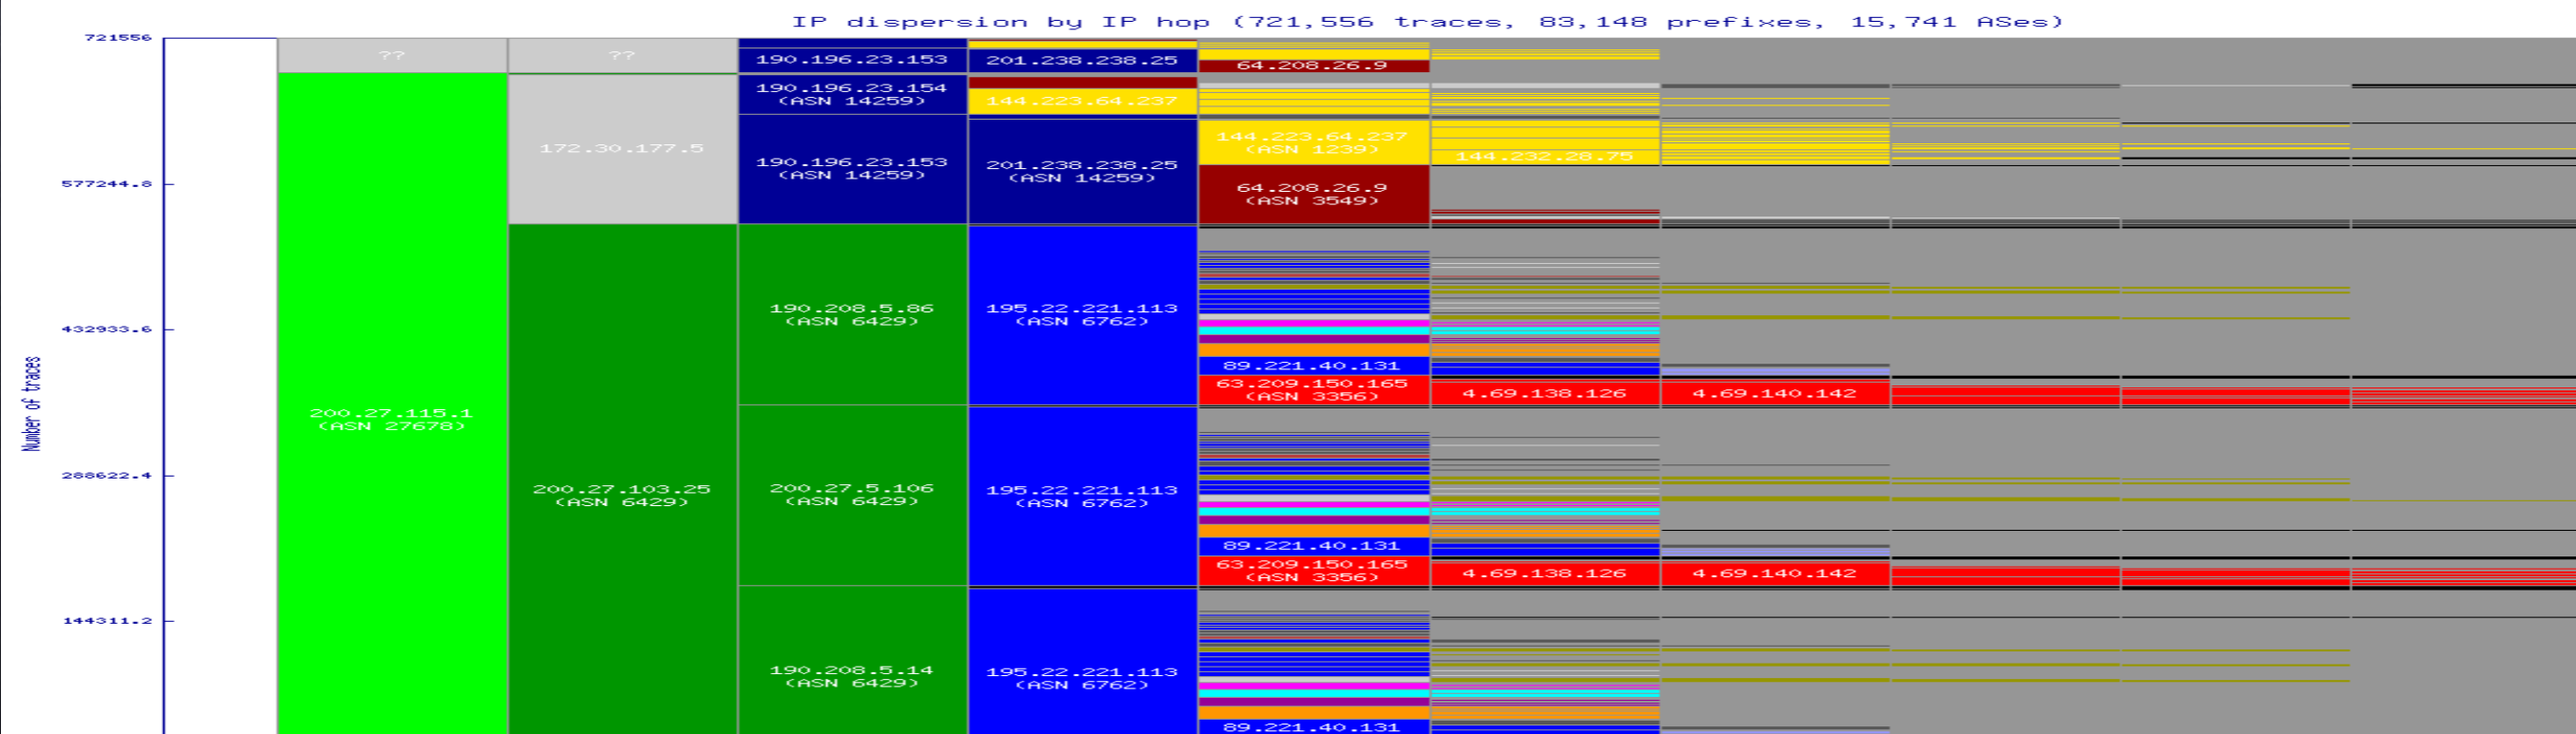 IP dispersion by IP hop (721,556 traces, 83,148 prefixes, 15,741 ASes)
721556
577244.8
432933.6
288622.4
144311.2
Number of traces
??
200.27.115.1
(ASN 27678)
??
172.30.177.5
200.27.103.25
(ASN 6429)
190.196.23.153
190.196.23.154
(ASN 14259)
190.196.23.153
(ASN 14259)
190.208.5.86
(ASN 6429)
200.27.5.106
(ASN 6429)
190.208.5.14
(ASN 6429)
201.238.238.25
144.223.64.237
201.238.238.25
(ASN 14259)
195.22.221.113
(ASN 6762)
195.22.221.113
(ASN 6762)
195.22.221.113
(ASN 6762)
64.208.26.9
144.223.64.237
(ASN 1239)
64.208.26.9
(ASN 3549)
89.221.40.131
63.209.150.165
(ASN 3356)
89.221.40.131
63.209.150.165
(ASN 3356)
89.221.40.131
144.232.28.75
4.69.138.126
4.69.138.126
4.69.140.142
4.69.140.142